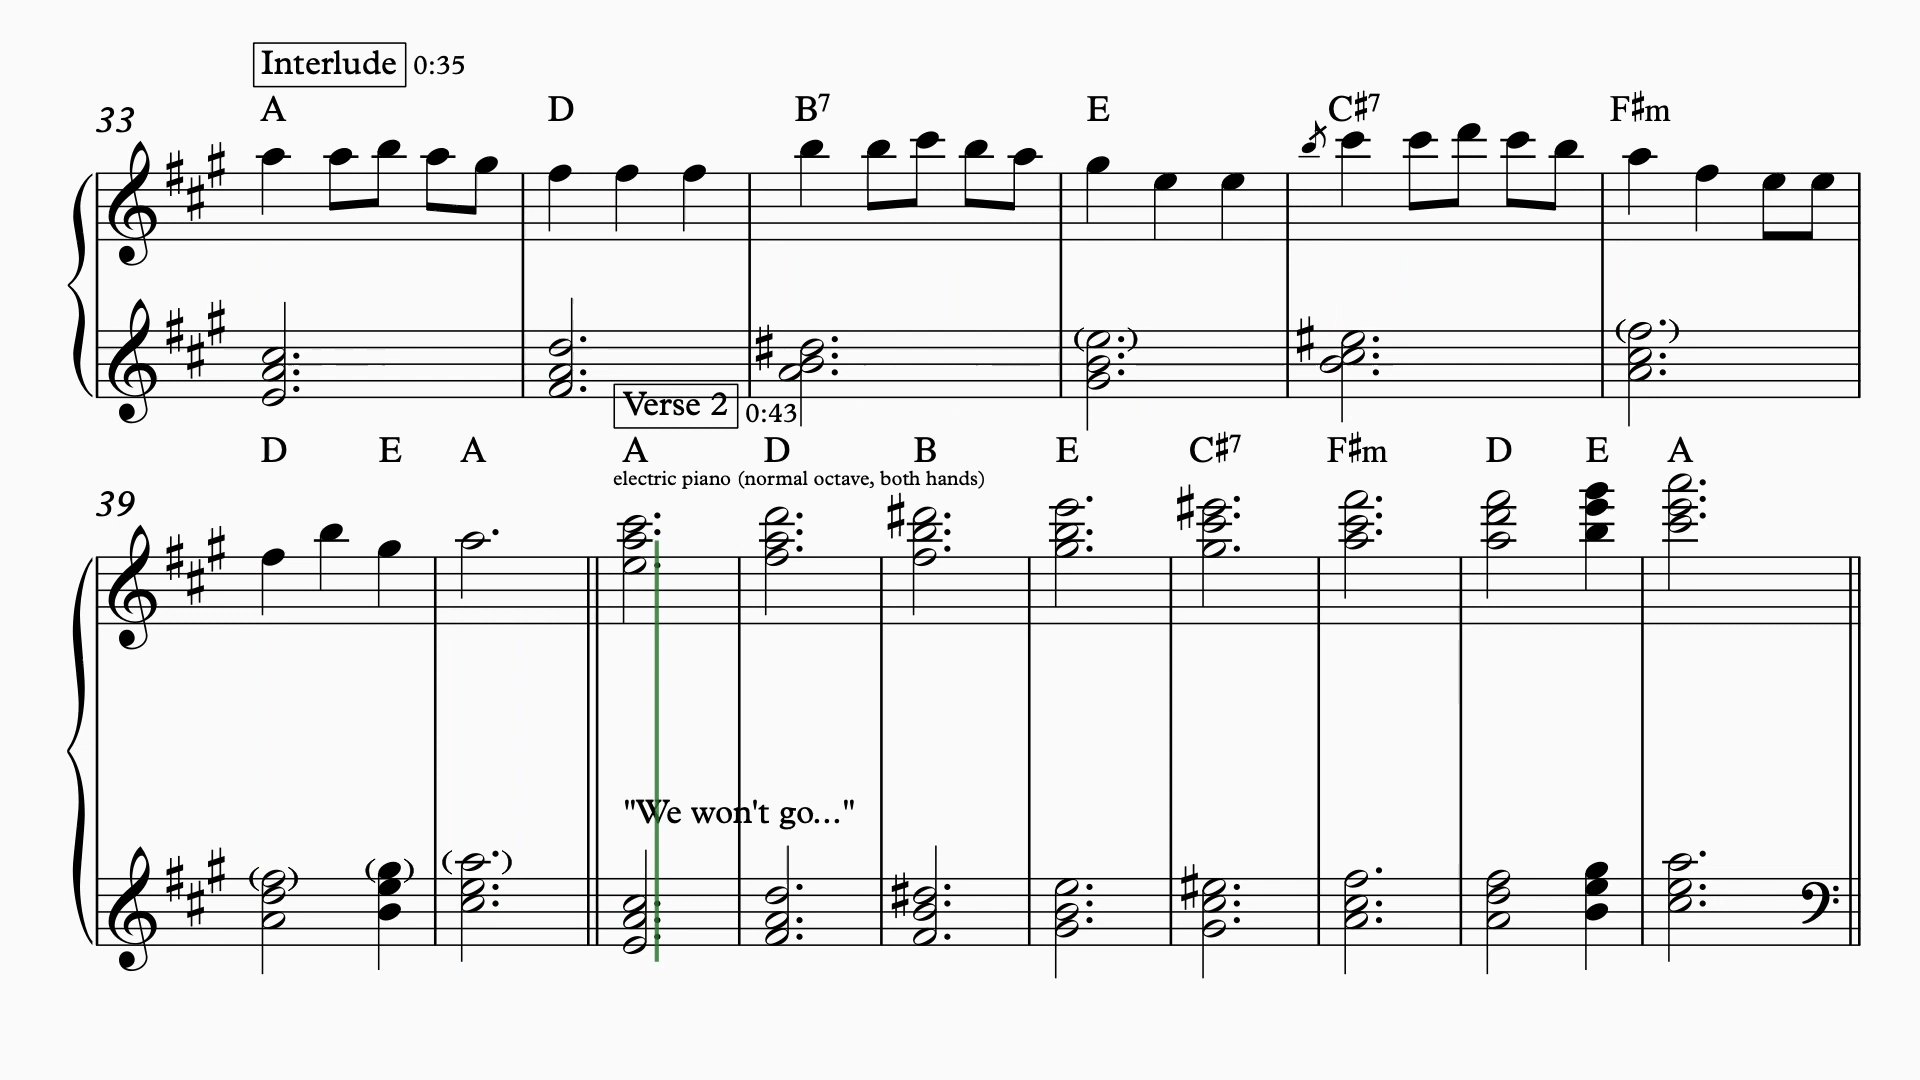 Interlude 0:35
33 A D B7 E C#7 F#m
Verse 2 0:43
D E A A D B E C#7 F#m D E A
electric piano (normal octave, both hands)
39
"We won't go..."